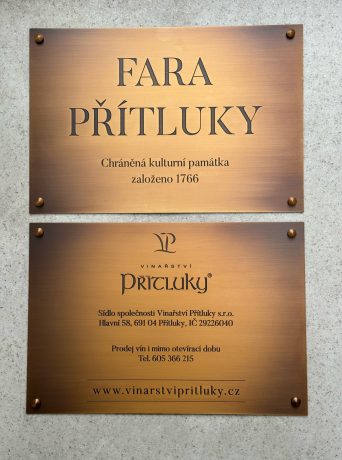 FARA
PŘÍTLUKY
Chráněná kulturní památka
založeno 1766
VP
VINAŘSTVÍ
PŘÍTLUKY®
Sídlo společnosti Vinařství Přítluky s.r.o.
Hlavní 58, 691 04 Přítluky, IČ 29226040
Prodej vín i mimo otevírací dobu
Tel. 605 366 215
www.vinarstvipritluky.cz